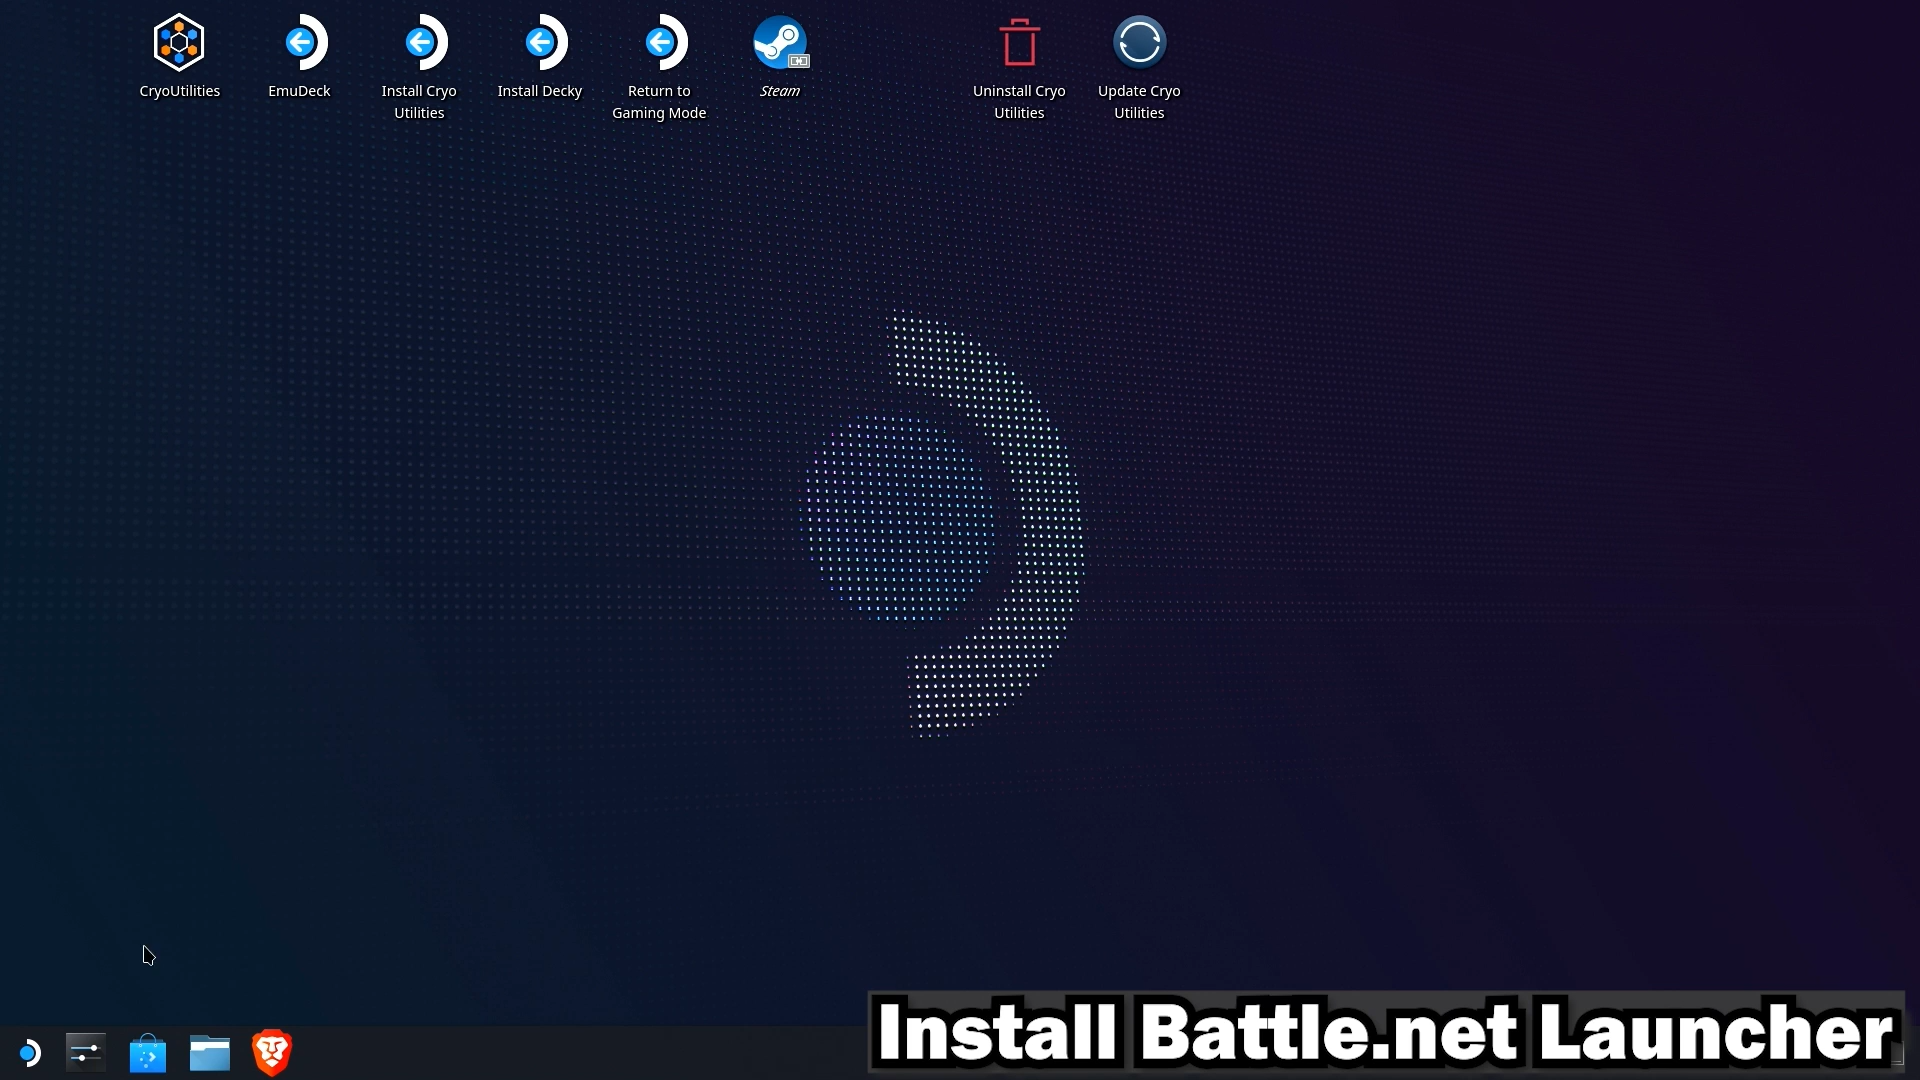 CryoUtilities
EmuDeck
Install Cryo
Utilities
Install Decky
Return to
Gaming Mode
Steam
Uninstall Cryo
Utilities
Update Cryo
Utilities
Install Battle.net Launcher